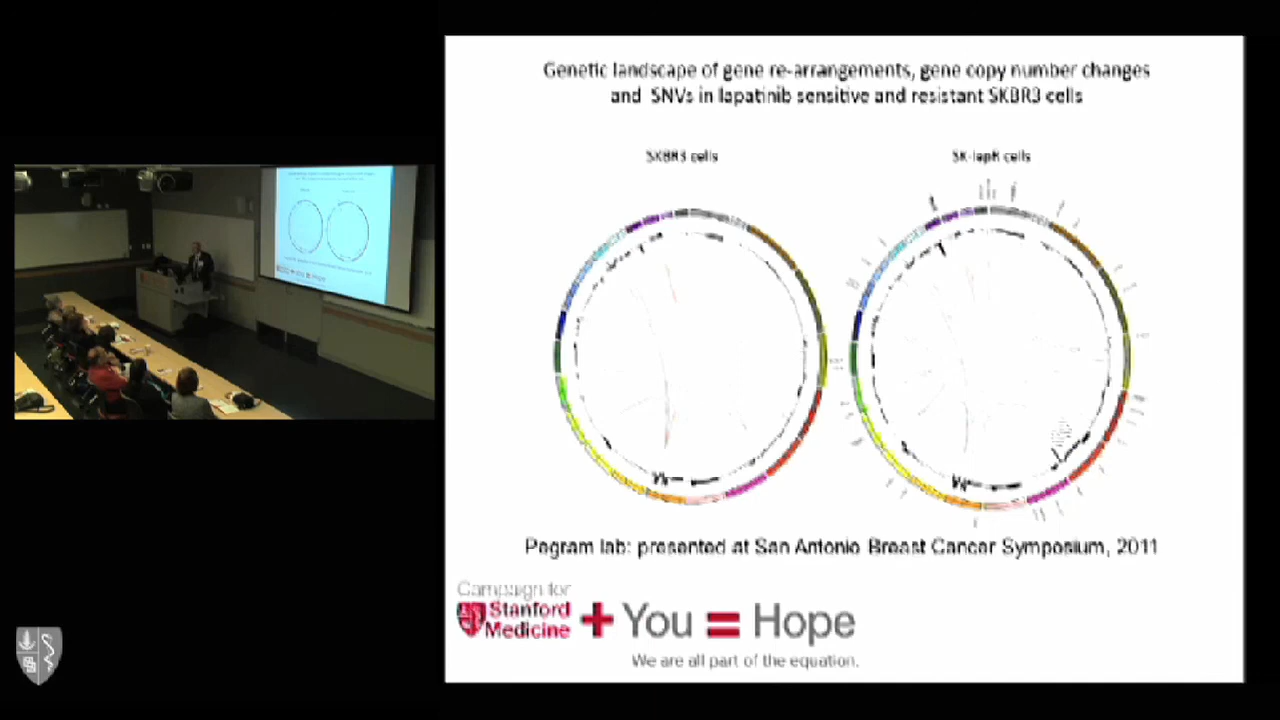 Genetic landscape of gene re-arrangements, gene copy number changes
and SNVs in lapatinib sensitive and resistant SKBR3 cells
SKBR3 cells
SK-lapR cells
Pegram lab: presented at San Antonio Breast Cancer Symposium, 2011
Campaign for
Stanford
Medicine
+ You = Hope
We are all part of the equation.